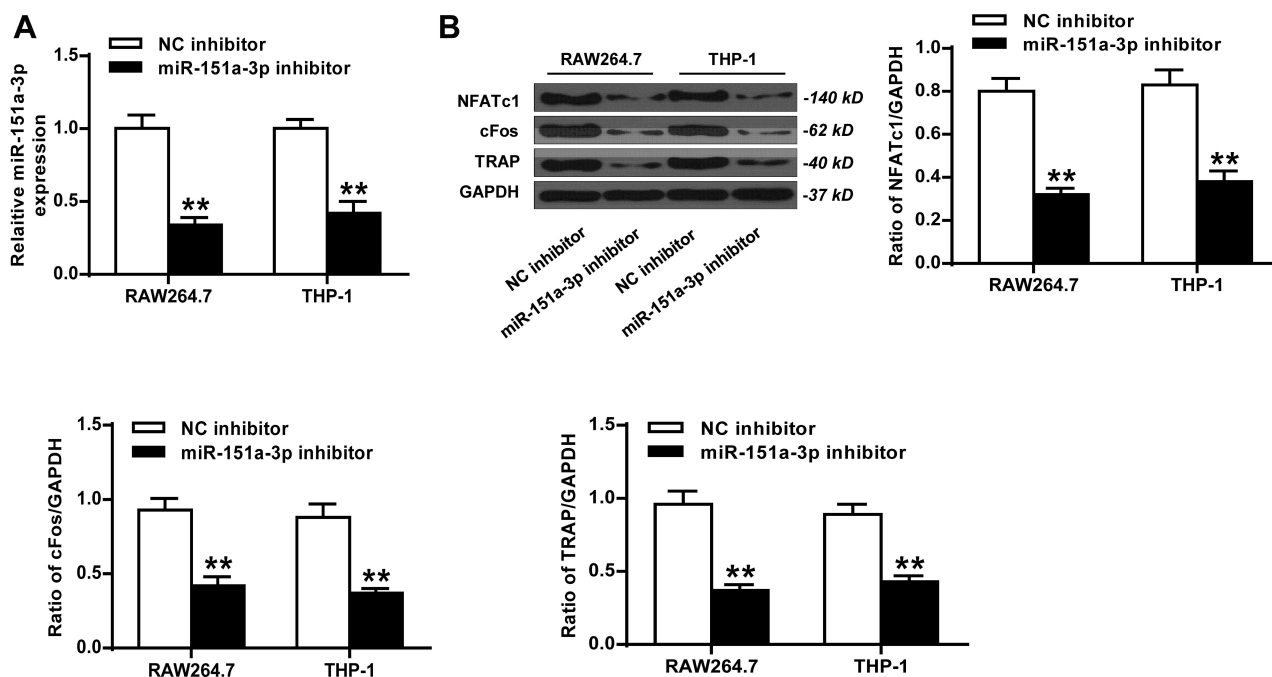 A
NC inhibitor
miR-151a-3p inhibitor
Relaitive miR-151a-3p
expression
1.5
1.0
0.5
0.0
**
**
RAW264.7
THP-1
B
RAW264.7
THP-1
NFATc1
-140 kD
cFos
-62 kD
TRAP
-40 kD
GAPDH
-37 kD
NC inhibitor
miR-151a-3p inhibitor
NC inhibitor
miR-151a-3p inhibitor
NC inhibitor
miR-151a-3p inhibitor
Ratio of NFATc1/GAPDH
1.0
0.8
0.6
0.4
0.2
0.0
**
**
RAW264.7
THP-1
NC inhibitor
miR-151a-3p inhibitor
Ratio of cFos/GAPDH
1.5
1.0
0.5
0.0
**
**
RAW264.7
THP-1
NC inhibitor
miR-151a-3p inhibitor
Ratio of TRAP/GAPDH
1.5
1.0
0.5
0.0
**
**
RAW264.7
THP-1